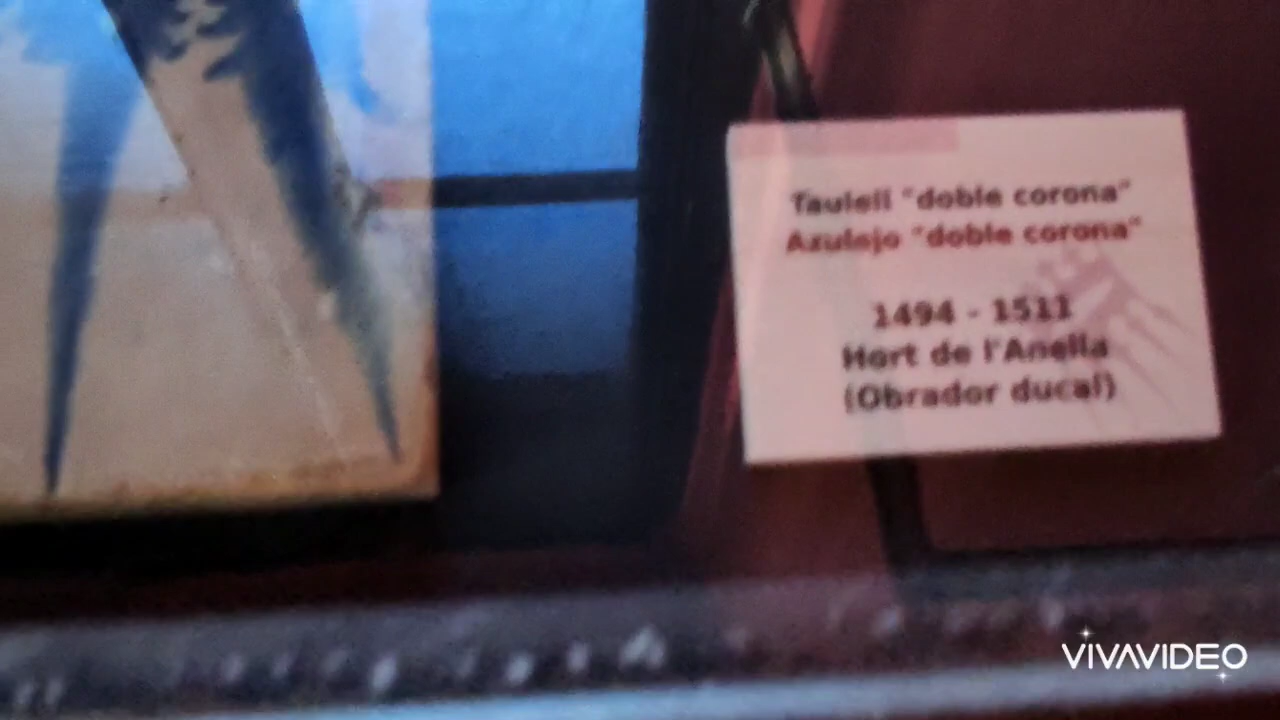 Taulell "doble corona"
Azulejo "doble corona"
1494 - 1511
Hort de l'Anella
(Obrador ducal)
VIVAVIDEO